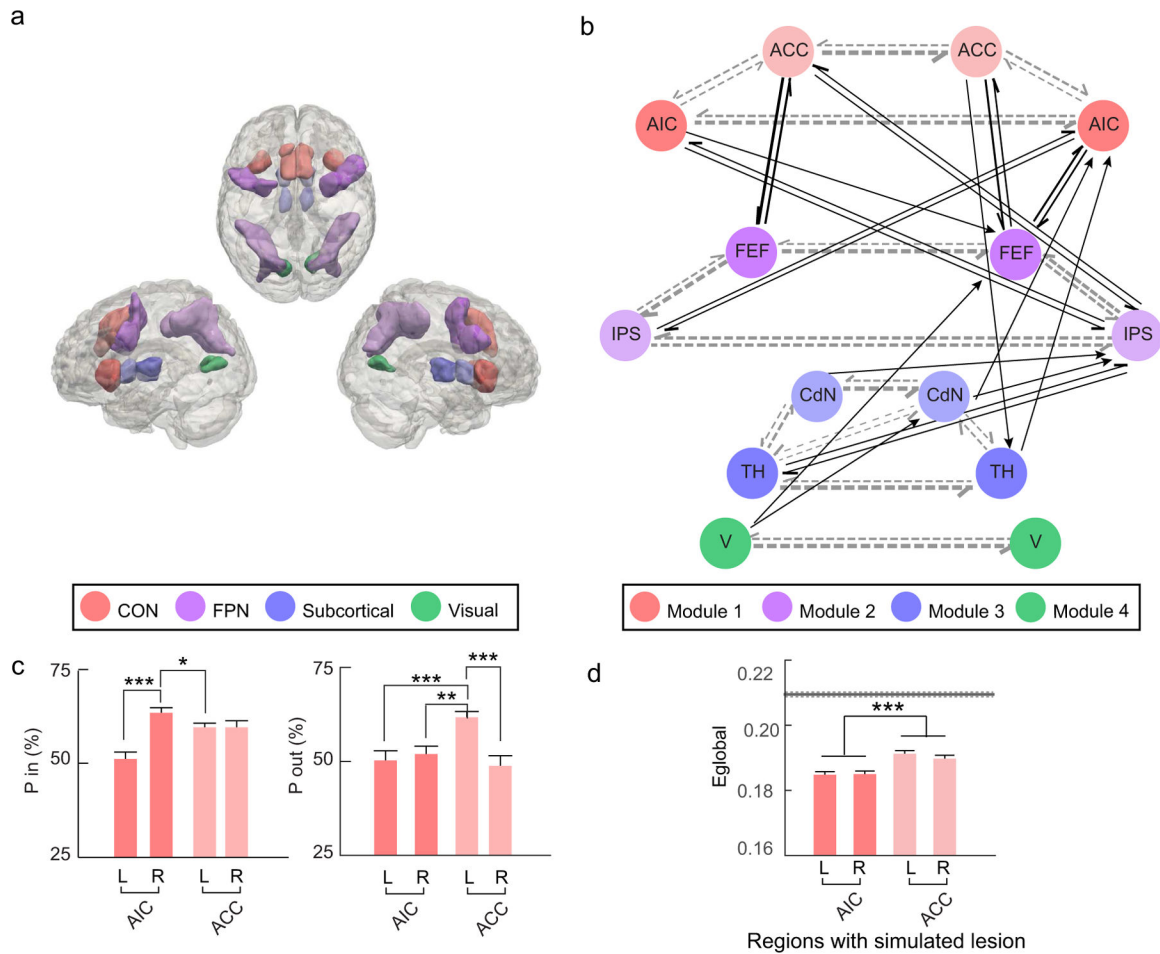 a
b
ACC
ACC
AIC
AIC
FEF
FEF
IPS
IPS
CdN
CdN
TH
TH
V
V
CON
FPN
Subcortical
Visual
Module 1
Module 2
Module 3
Module 4
c
P in (%)
75
50
25
***
*
L
R
L
R
AIC
ACC
P out (%)
75
50
25
***
**
***
L
R
L
R
AIC
ACC
d
Eglobal
0.22
0.20
0.18
0.16
***
L
R
L
R
AIC
ACC
Regions with simulated lesion